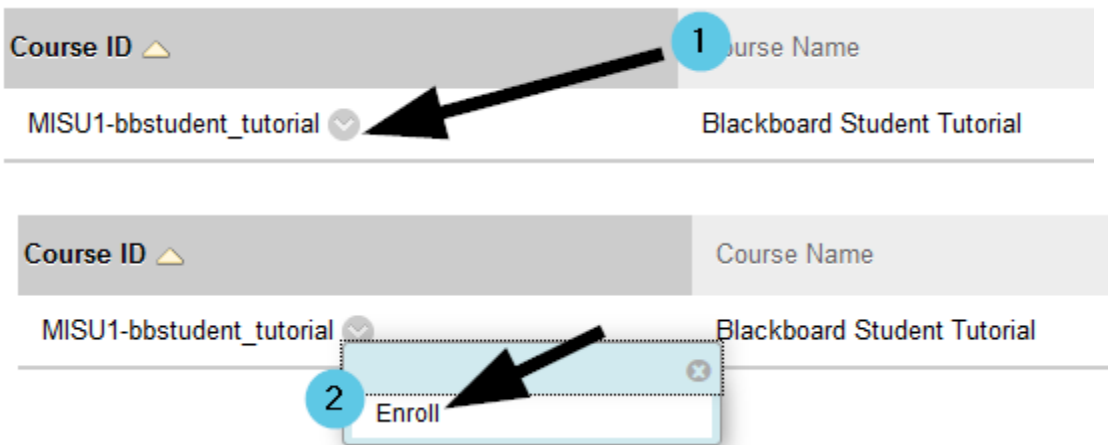 Course ID 1 ourse Name
MISU1-bbstudent_tutorial Blackboard Student Tutorial
Course ID Course Name
MISU1-bbstudent_tutorial Blackboard Student Tutorial
2 Enroll